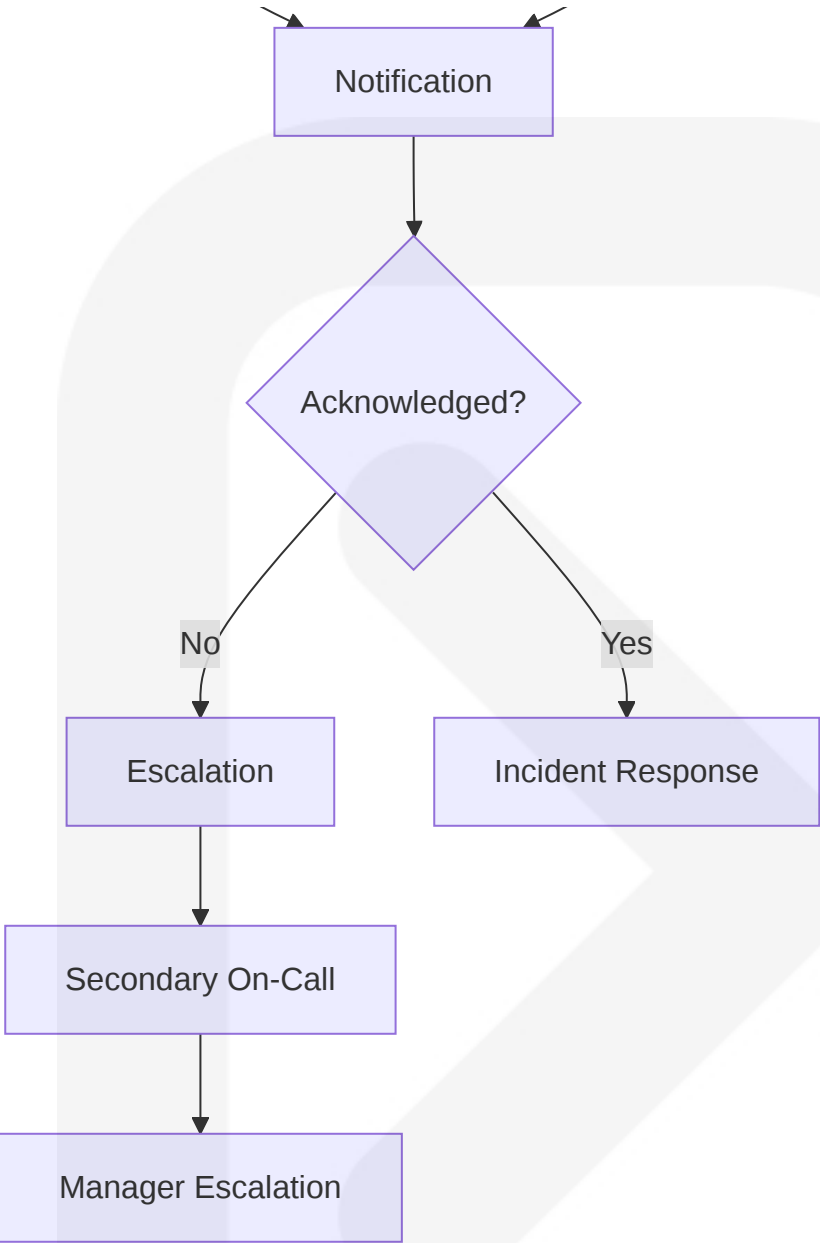 Notification
Acknowledged?
No
Yes
Escalation
Incident Response
Secondary On-Call
Manager Escalation